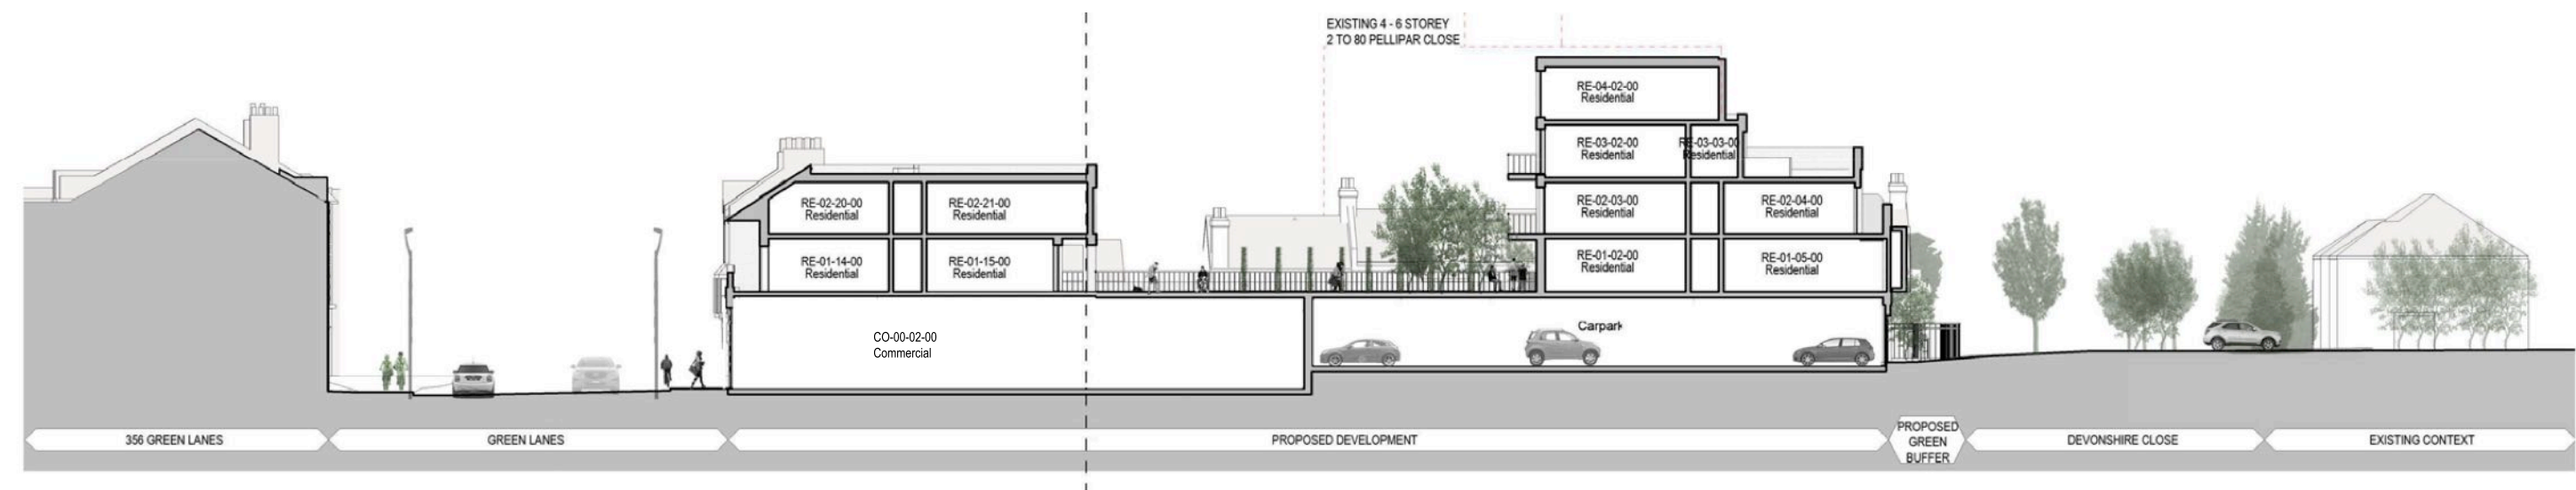 EXISTING 4 - 6 STOREY
2 TO 80 PELLIPAR CLOSE
RE-04-02-00
Residential
RE-03-02-00
Residential
RE-03-03-00
Residential
RE-02-20-00
Residential
RE-02-21-00
Residential
RE-02-03-00
Residential
RE-02-04-00
Residential
RE-01-14-00
Residential
RE-01-15-00
Residential
RE-01-02-00
Residential
RE-01-05-00
Residential
CO-00-02-00
Commercial
Carpark
356 GREEN LANES
GREEN LANES
PROPOSED DEVELOPMENT
PROPOSED
GREEN
BUFFER
DEVONSHIRE CLOSE
EXISTING CONTEXT